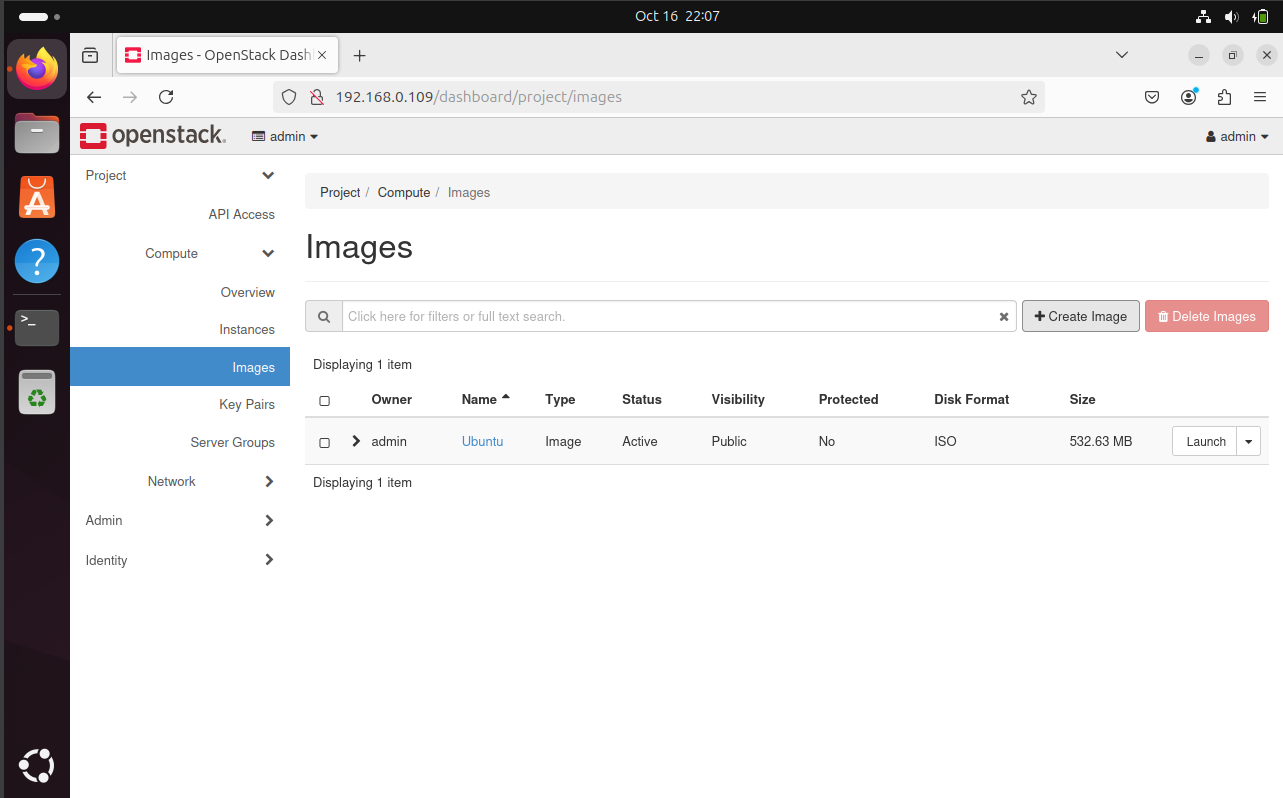 Oct 16 22:07
Images - OpenStack Dash
192.168.0.109/dashboard/project/images
openstack. admin admin
Project
API Access
Compute
Overview
Instances
Images
Key Pairs
Server Groups
Network
Admin
Identity
Project / Compute / Images
Images
Click here for filters or full text search. Create Image Delete Images
Displaying 1 item
Owner Name Type Status Visibility Protected Disk Format Size
admin Ubuntu Image Active Public No ISO 532.63 MB Launch
Displaying 1 item